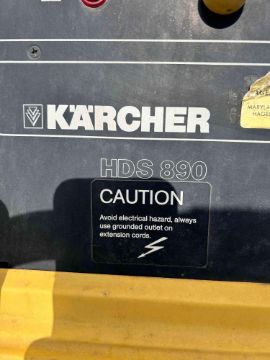 KÄRCHER
HDS 890
CAUTION
Avoid electrical hazard, always
use grounded outlet on
extension cords.